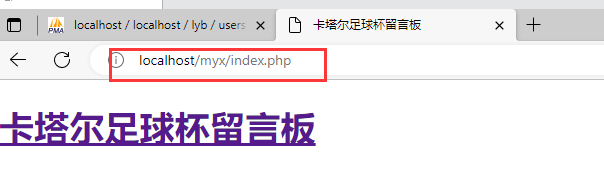 localhost / localhost / lyb / users
卡塔尔足球杯留言板
localhost/myx/index.php
卡塔尔足球杯留言板